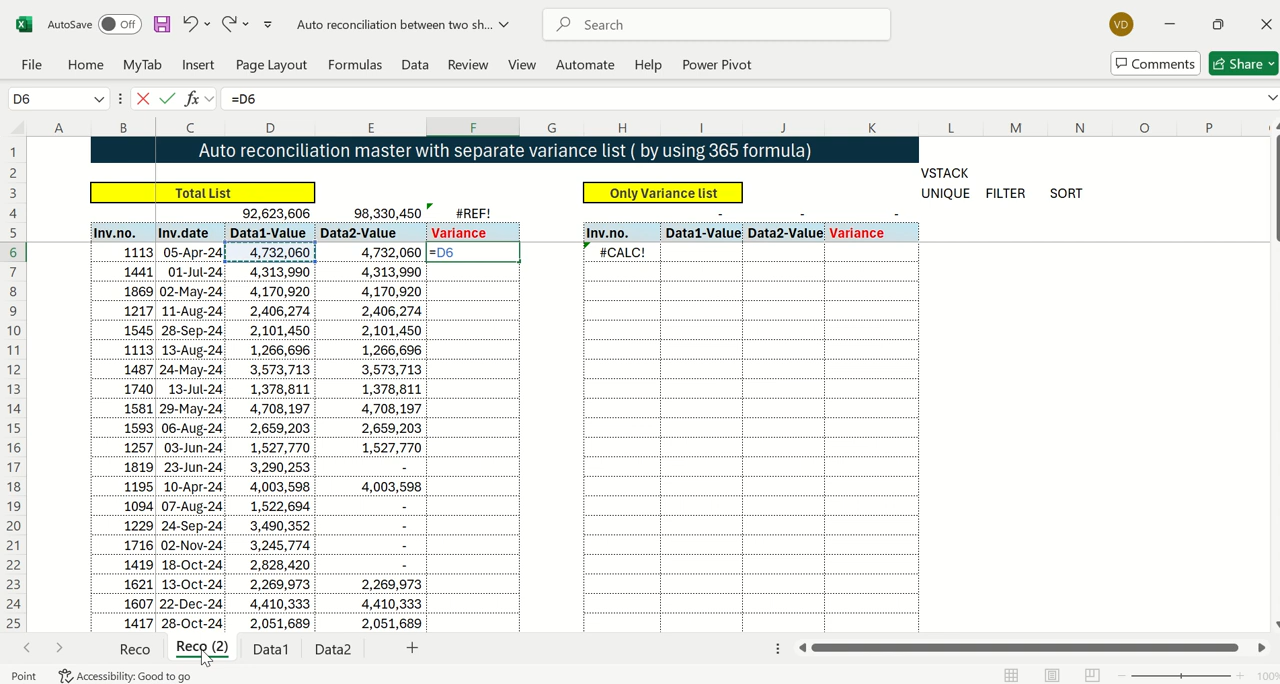 AutoSave Off Auto reconciliation between two sh... Search VD
File Home MyTab Insert Page Layout Formulas Data Review View Automate Help Power Pivot Comments Share
D6 fx =D6
A B C D E F G H I J K L M N O P
1 Auto reconciliation master with separate variance list ( by using 365 formula)
2 VSTACK
3 Total List Only Variance list UNIQUE FILTER SORT
4 92,623,606 98,330,450 #REF! - - -
5 Inv.no. Inv.date Data1-Value Data2-Value Variance Inv.no. Data1-Value Data2-Value Variance
6 1113 05-Apr-24 4,732,060 4,732,060 =D6 #CALC!
7 1441 01-Jul-24 4,313,990 4,313,990
8 1869 02-May-24 4,170,920 4,170,920
9 1217 11-Aug-24 2,406,274 2,406,274
10 1545 28-Sep-24 2,101,450 2,101,450
11 1113 13-Aug-24 1,266,696 1,266,696
12 1487 24-May-24 3,573,713 3,573,713
13 1740 13-Jul-24 1,378,811 1,378,811
14 1581 29-May-24 4,708,197 4,708,197
15 1593 06-Aug-24 2,659,203 2,659,203
16 1257 03-Jun-24 1,527,770 1,527,770
17 1819 23-Jun-24 3,290,253 -
18 1195 10-Apr-24 4,003,598 4,003,598
19 1094 07-Aug-24 1,522,694 -
20 1229 24-Sep-24 3,490,352 -
21 1716 02-Nov-24 3,245,774 -
22 1419 18-Oct-24 2,828,420 -
23 1621 13-Oct-24 2,269,973 2,269,973
24 1607 22-Dec-24 4,410,333 4,410,333
25 1417 28-Oct-24 2,051,689 2,051,689
Reco Reco (2) Data1 Data2
Point Accessibility: Good to go 100%